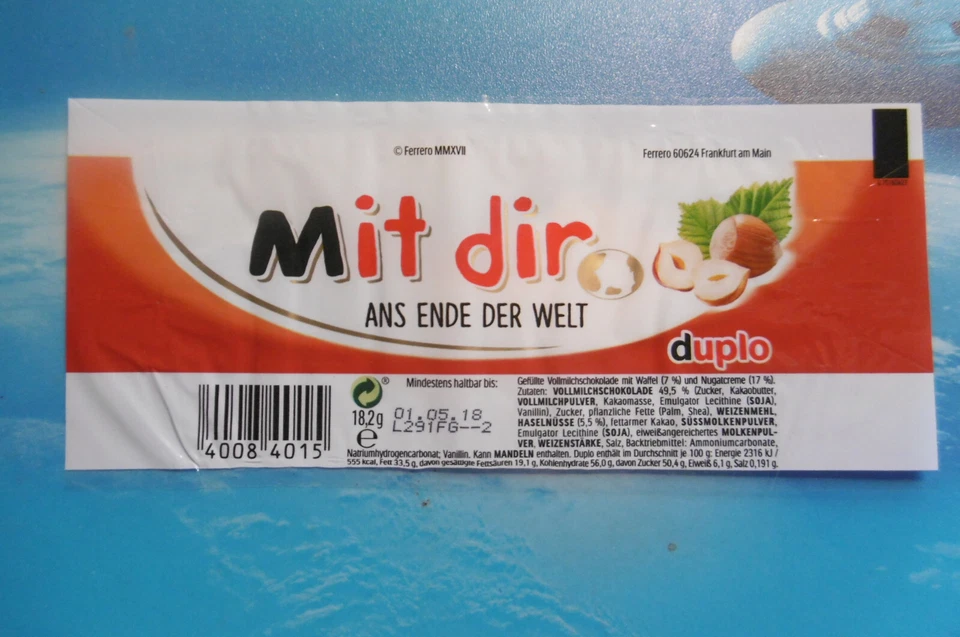 © Ferrero MMXVII
Ferrero 60624 Frankfurt am Main
Mit dir
ANS ENDE DER WELT
duplo
4008 4015
18,2g
e
Mindestens haltbar bis:
01.05.18
L291FG--2
Gefüllte Vollmilchschokolade mit Waffel (7 %) und Nugatcreme (17 %).
Zutaten: VOLLMILCHSCHOKOLADE 49,5 % (Zucker, Kakaobutter,
VOLLMILCHPULVER, Kakaomasse, Emulgator Lecithine (SOJA),
Vanillin), Zucker, pflanzliche Fette (Palm, Shea), WEIZENMEHL,
HASELNÜSSE (5,5 %), fettarmer Kakao, SÜSSMOLKENPULVER,
Emulgator Lecithine (SOJA), eiweißangereichertes MOLKENPUL-
VER, WEIZENSTÄRKE, Salz, Backtriebmittel: Ammoniumcarbonate,
Natriumhydrogencarbonat; Vanillin. Kann MANDELN enthalten. Duplo enthält im Durchschnitt je 100 g: Energie 2316 kJ /
555 kcal, Fett 33,5 g, davon gesättigte Fettsäuren 19,1 g, Kohlenhydrate 56,0 g, davon Zucker 50,4 g, Eiweiß 6,1 g, Salz 0,191 g.